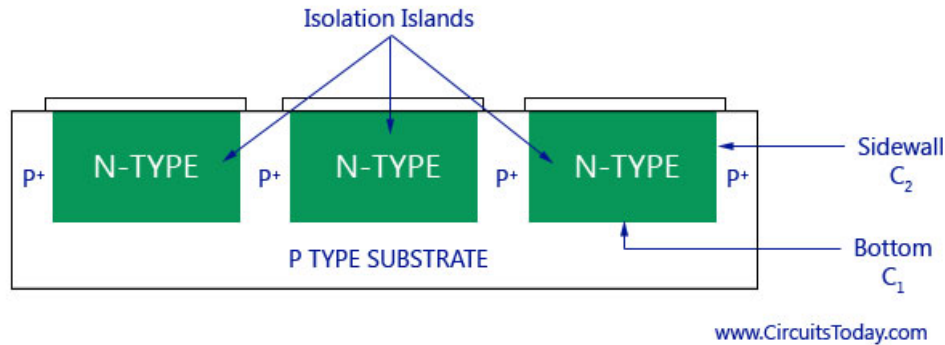 Isolation Islands
N-TYPE
N-TYPE
N-TYPE
P+
P+
P+
P+
Sidewall
C2
P TYPE SUBSTRATE
Bottom
C1
www.CircuitsToday.com